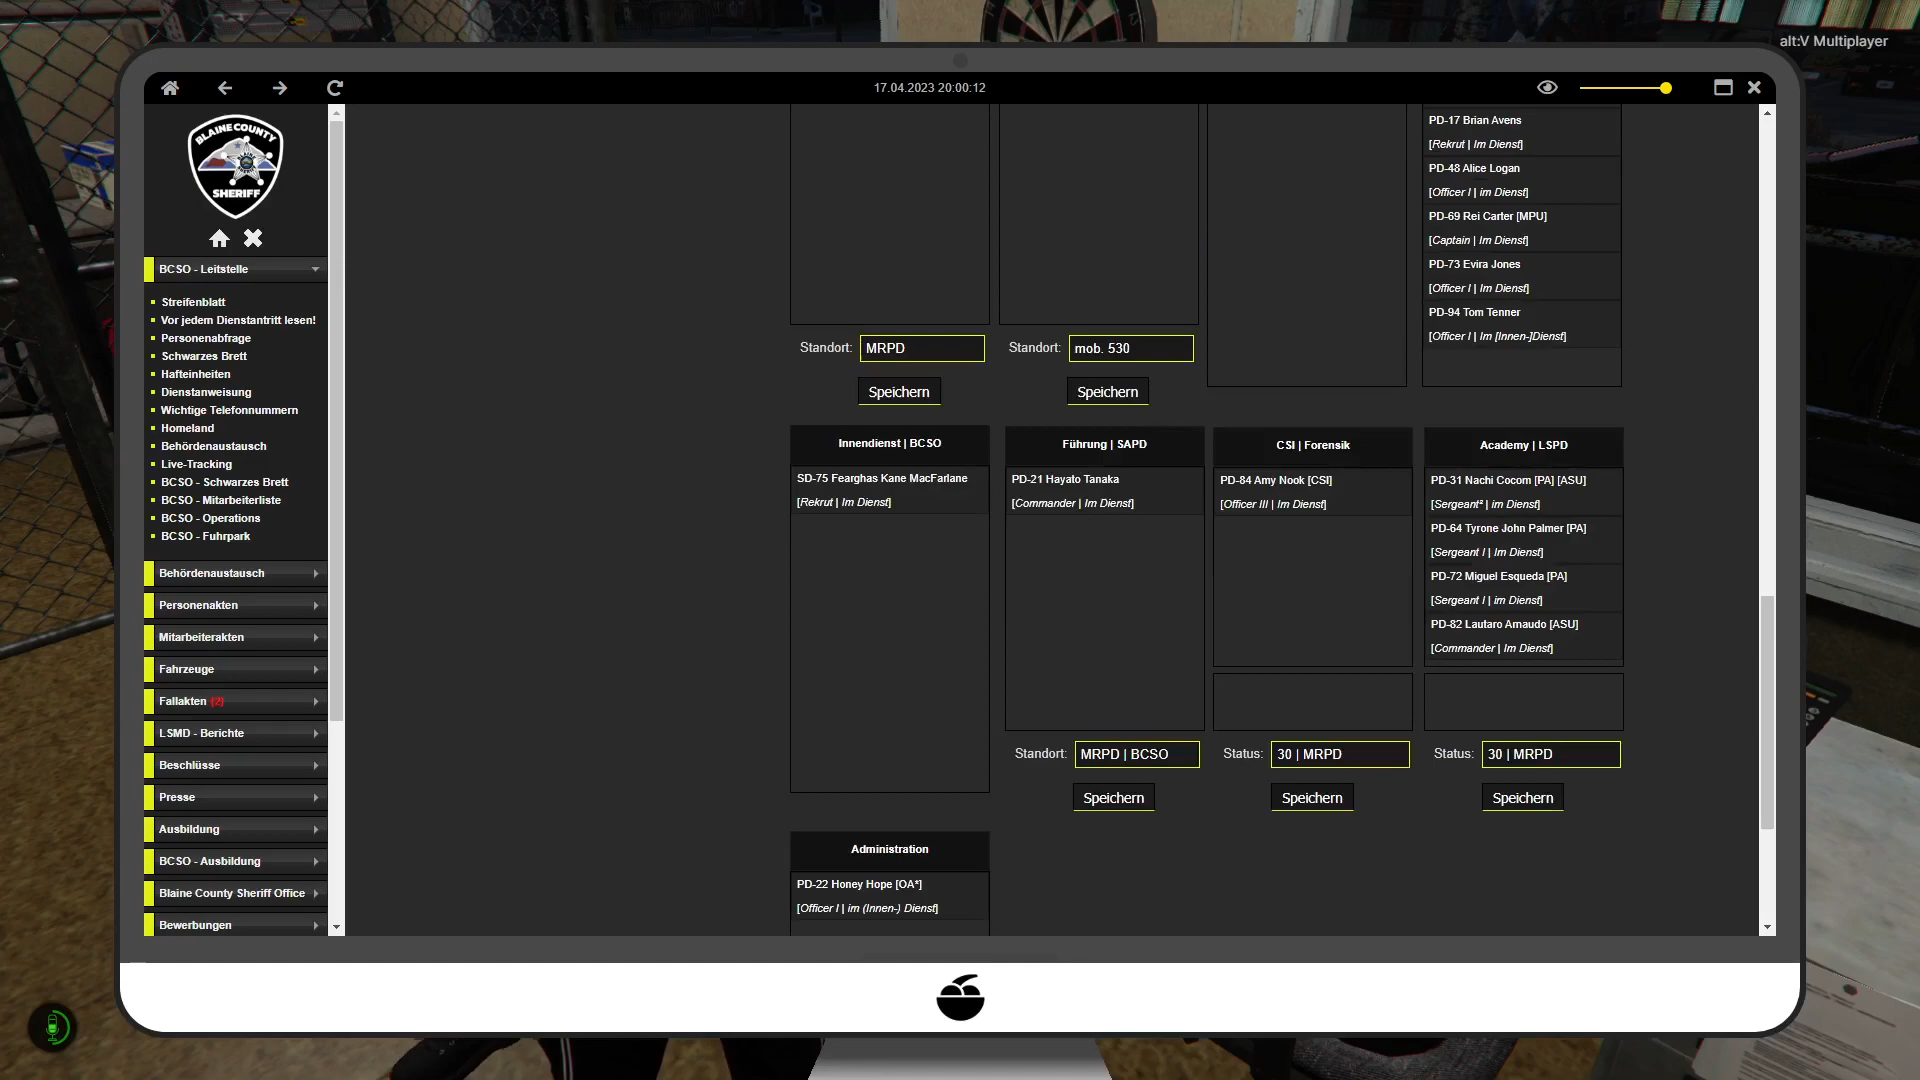 alt:V Multiplayer
17.04.2023 20:00:12
BLAINE COUNTY
SHERIFF
BCSO - Leitstelle
Streifenblatt
Vor jedem Dienstantritt lesen!
Personenabfrage
Schwarzes Brett
Hafteinheiten
Dienstanweisung
Wichtige Telefonnummern
Homeland
Behördenaustausch
Live-Tracking
BCSO - Schwarzes Brett
BCSO - Mitarbeiterliste
BCSO - Operations
BCSO - Fuhrpark
Behördenaustausch
Personenakten
Mitarbeiterakten
Fahrzeuge
Fallakten (2)
LSMD - Berichte
Beschlüsse
Presse
Ausbildung
BCSO - Ausbildung
Blaine County Sheriff Office
Bewerbungen
PD-17 Brian Avens
[Rekrut | Im Dienst]
PD-48 Alice Logan
[Officer I | im Dienst]
PD-69 Rei Carter [MPU]
[Captain | Im Dienst]
PD-73 Evira Jones
[Officer I | Im Dienst]
PD-94 Tom Tenner
[Officer I | Im [Innen-]Dienst]
Standort: MRPD
Speichern
Standort: mob. 530
Speichern
Innendienst | BCSO
SD-75 Fearghas Kane MacFarlane
[Rekrut | Im Dienst]
Führung | SAPD
PD-21 Hayato Tanaka
[Commander | Im Dienst]
Standort: MRPD | BCSO
Speichern
CSI | Forensik
PD-84 Amy Nook [CSI]
[Officer III | Im Dienst]
Status: 30 | MRPD
Speichern
Academy | LSPD
PD-31 Nachi Cocom [PA] [ASU]
[Sergeant² | im Dienst]
PD-64 Tyrone John Palmer [PA]
[Sergeant I | Im Dienst]
PD-72 Miguel Esqueda [PA]
[Sergeant I | im Dienst]
PD-82 Lautaro Arnaudo [ASU]
[Commander | Im Dienst]
Status: 30 | MRPD
Speichern
Administration
PD-22 Honey Hope [OA*]
[Officer I | im (Innen-) Dienst]